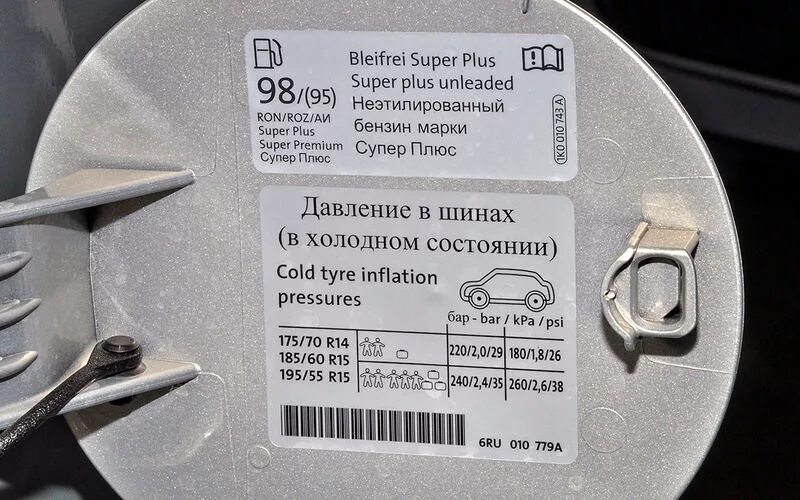 Bleifrei Super Plus
Super plus unleaded
Неэтилированный
бензин марки
Супер Плюс
98/(95)
RON/ROZ/АИ
Super Plus
Super Premium
Супер Плюс
1K0 010 743 A
Давление в шинах
(в холодном состоянии)
Cold tyre inflation
pressures
бар - bar / kPa / psi
175/70 R14
185/60 R15
195/55 R15
220/2,0/29 180/1,8/26
240/2,4/35 260/2,6/38
6RU 010 779A